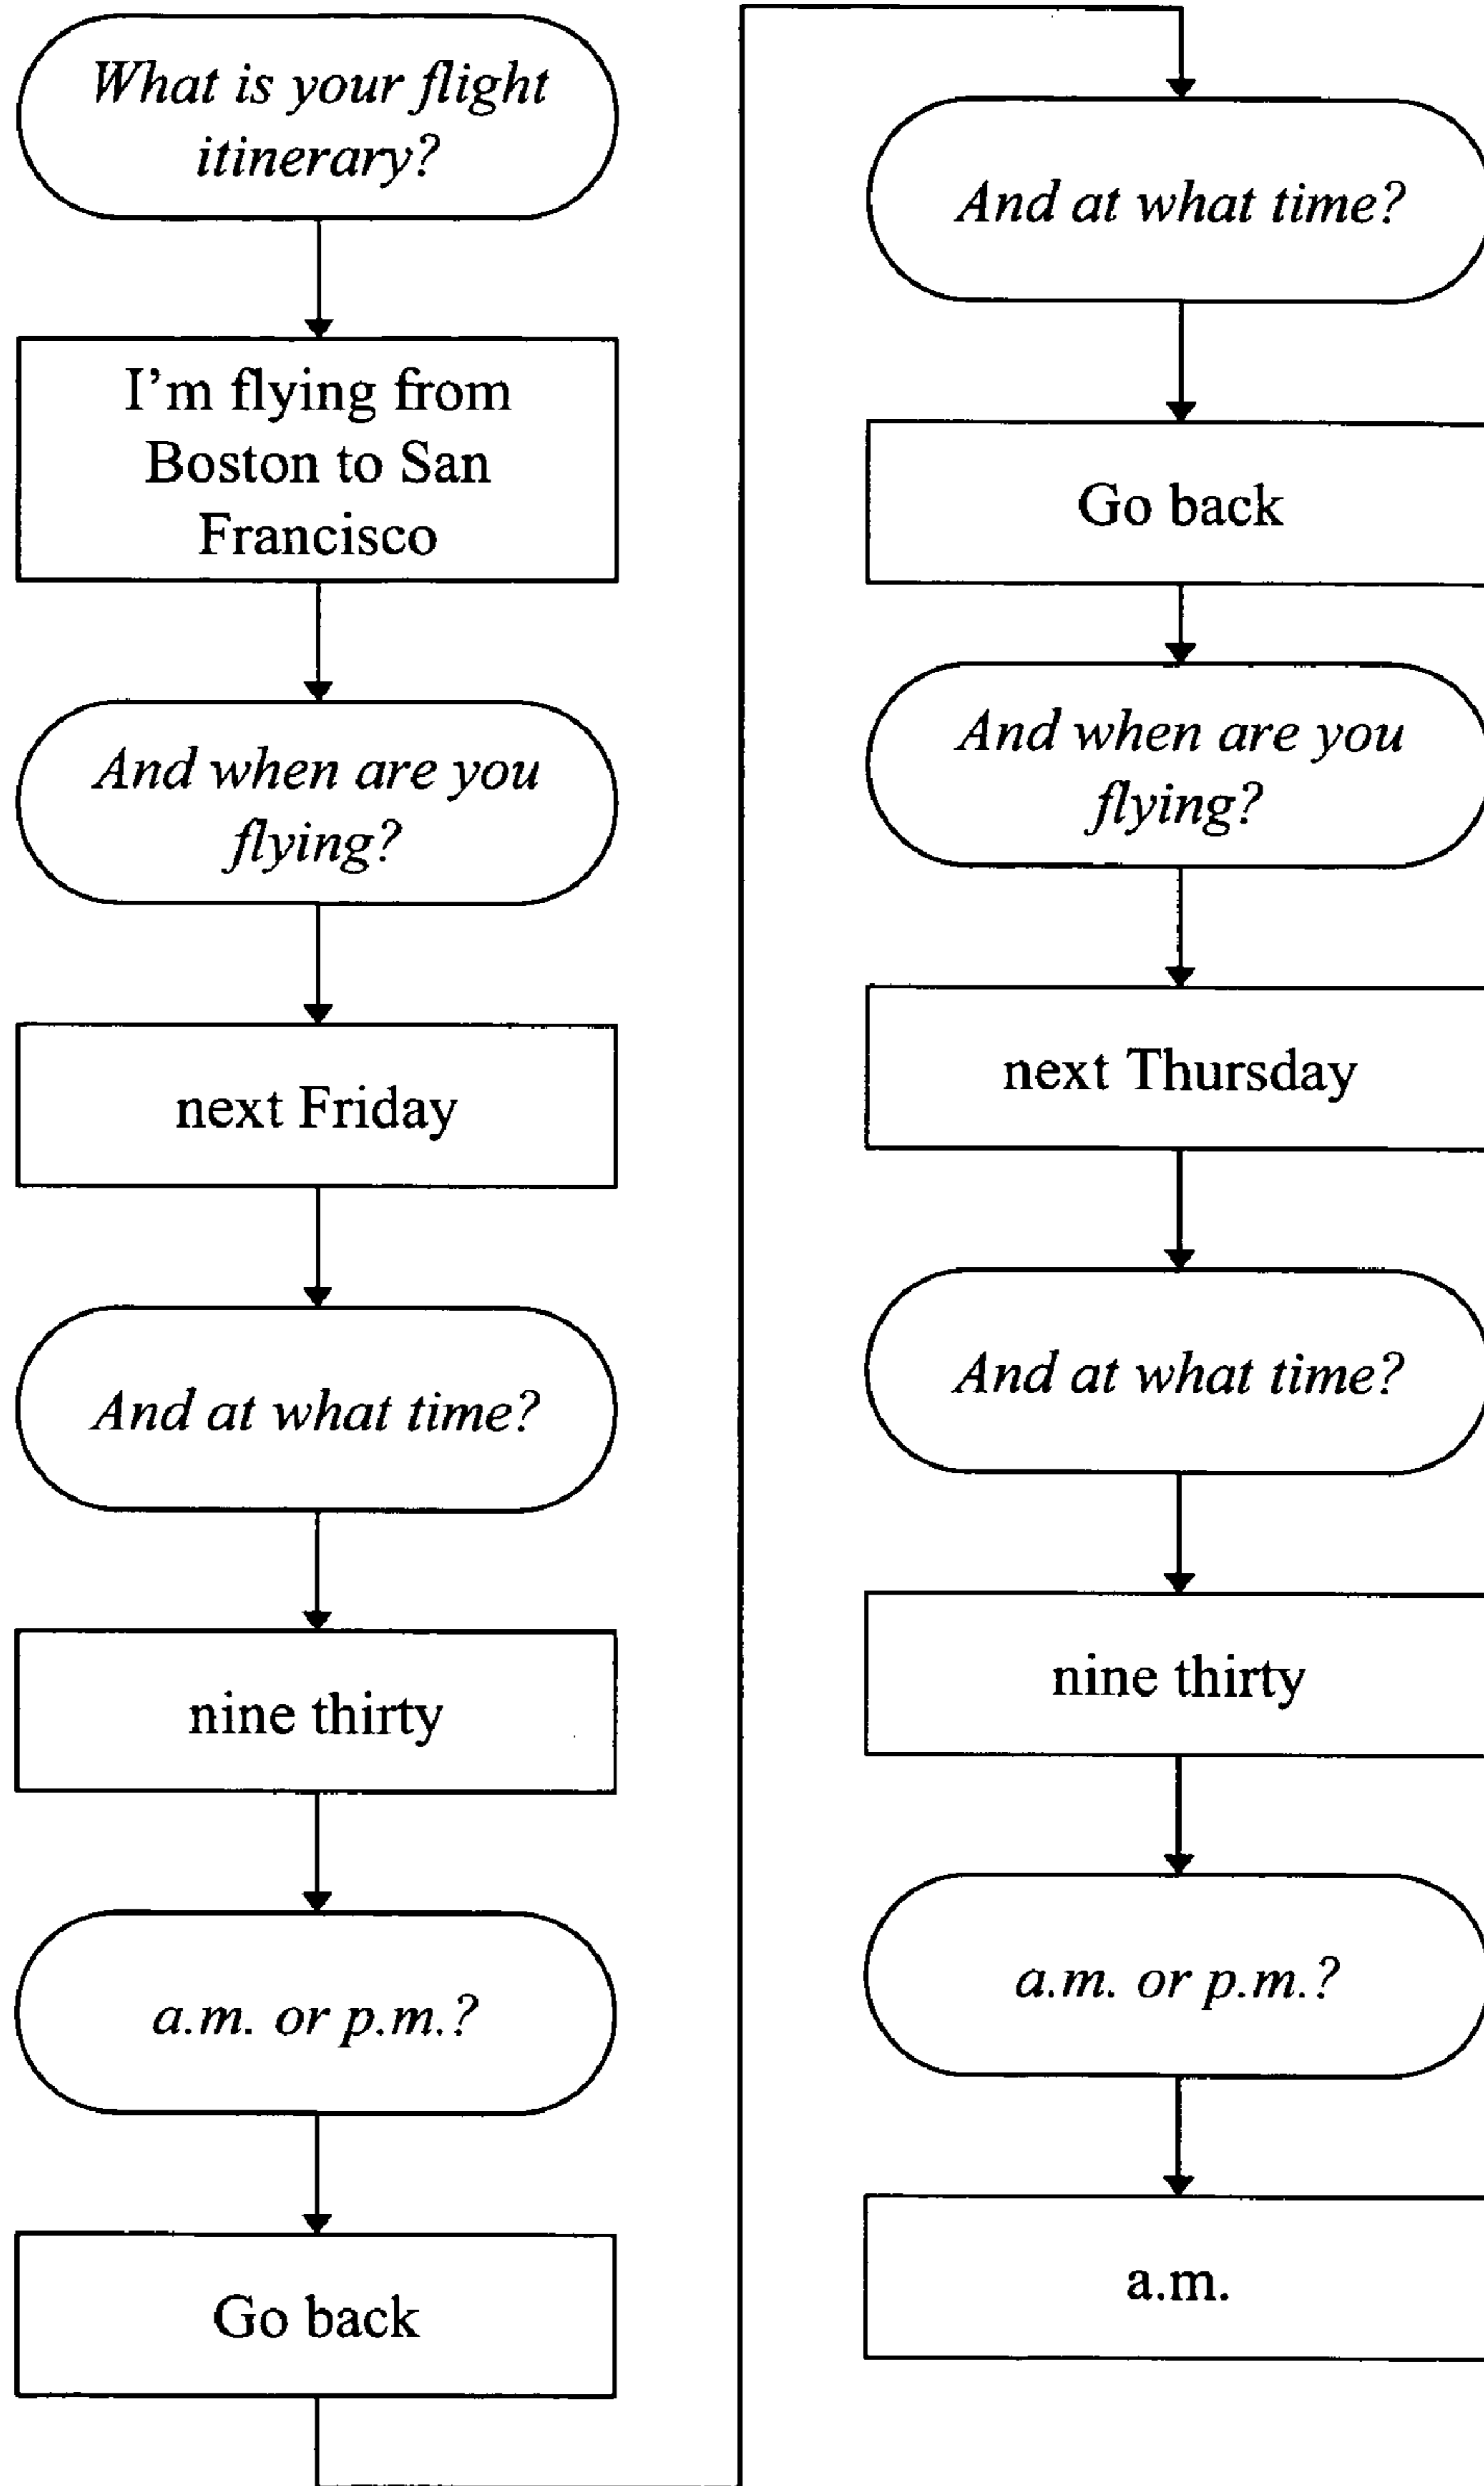 What is your flight
itinerary?
I'm flying from
Boston to San
Francisco
And when are you
flying?
next Friday
And at what time?
nine thirty
a.m. or p.m.?
Go back
And at what time?
Go back
And when are you
flying?
next Thursday
And at what time?
nine thirty
a.m. or p.m.?
a.m.